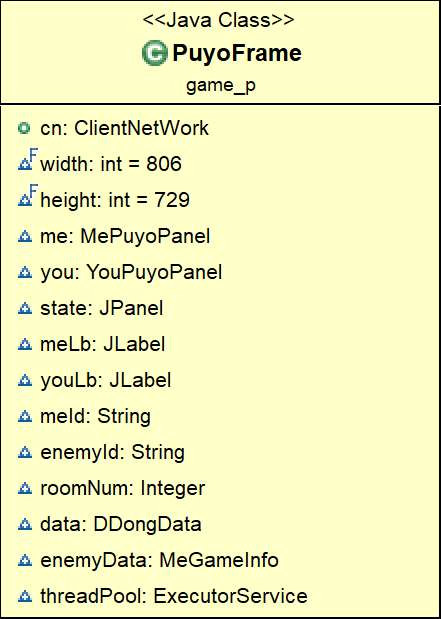 <<Java Class>>
C PuyoFrame
game_p
cn: ClientNetWork
F width: int = 806
F height: int = 729
me: MePuyoPanel
you: YouPuyoPanel
state: JPanel
meLb: JLabel
youLb: JLabel
meId: String
enemyId: String
roomNum: Integer
data: DDongData
enemyData: MeGameInfo
threadPool: ExecutorService